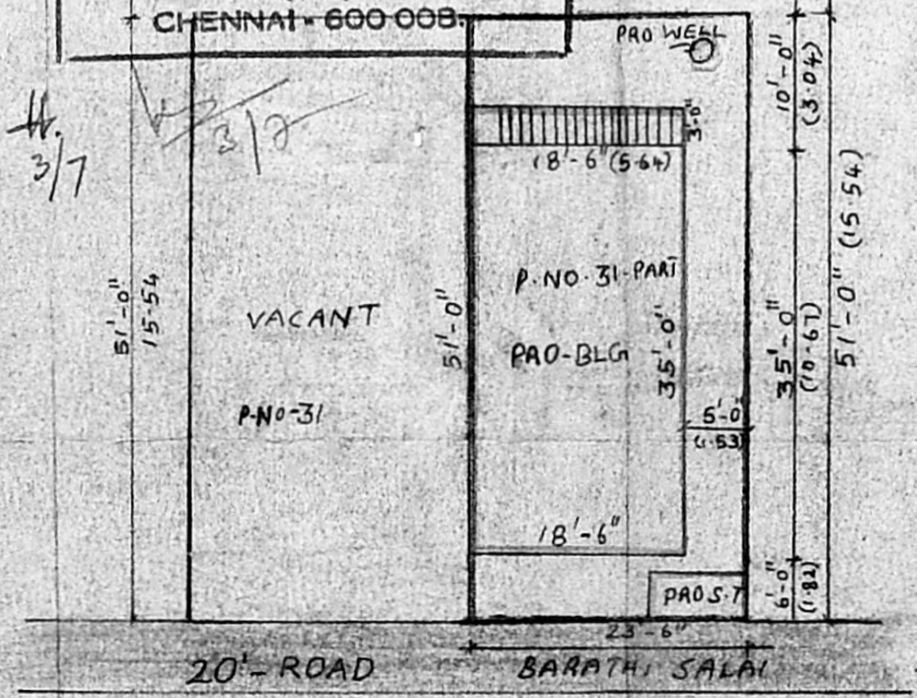 CHENNAI - 600 008.
PRO WELL
10'-0"
(3.04)
3'-0"
3/7
3/7
18'-6" (5.64)
P.NO.31-PART
PRO-BLG
35'-0"
51'-0"
VACANT
P-NO-31
51'-0"
15-54
5'-0"
(1.53)
35'-0"
(10-67)
51'-0" (15.54)
18'-6"
PRO S.T
6'-0"
(1.82)
23'-6"
20'-ROAD
BARATHI SALAI